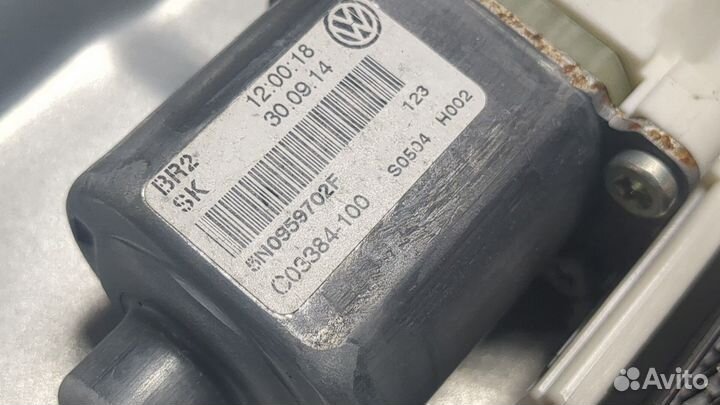 12:00:18
30.09.14
BR2
SK
123
S0504 H002
5N0959702F
C03384-100
Avito